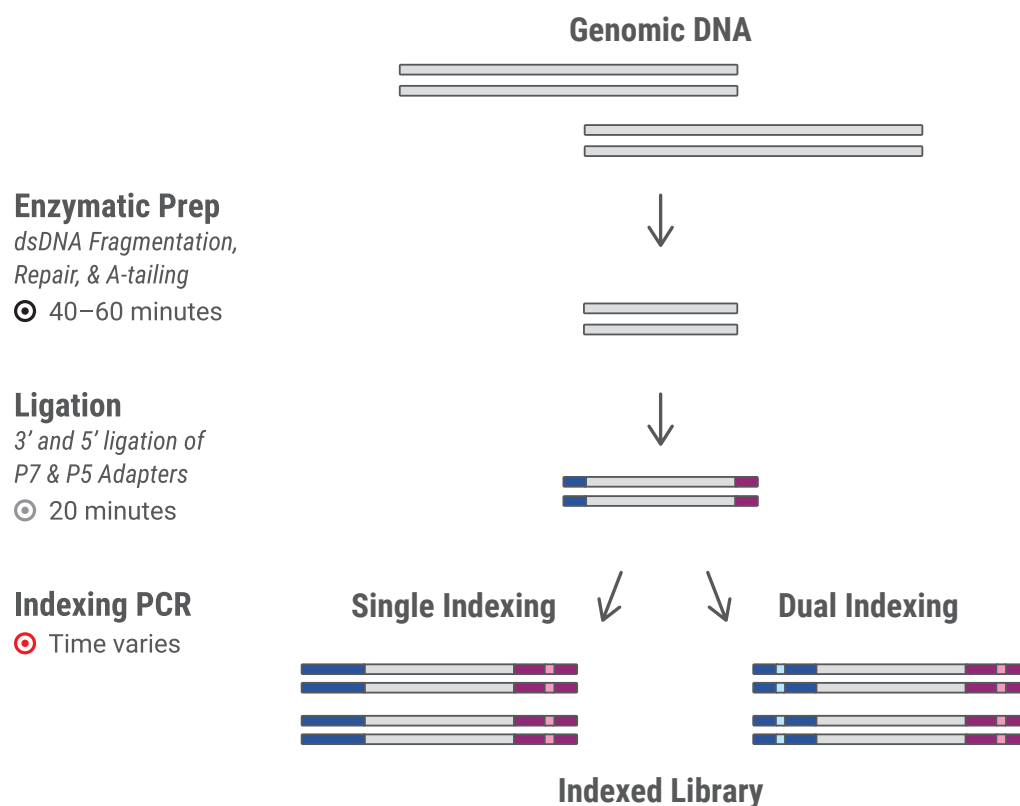 Genomic DNA
Enzymatic Prep
dsDNA Fragmentation,
Repair, & A-tailing
40–60 minutes
Ligation
3’ and 5’ ligation of
P7 & P5 Adapters
20 minutes
Indexing PCR
Time varies
Single Indexing
Dual Indexing
Indexed Library